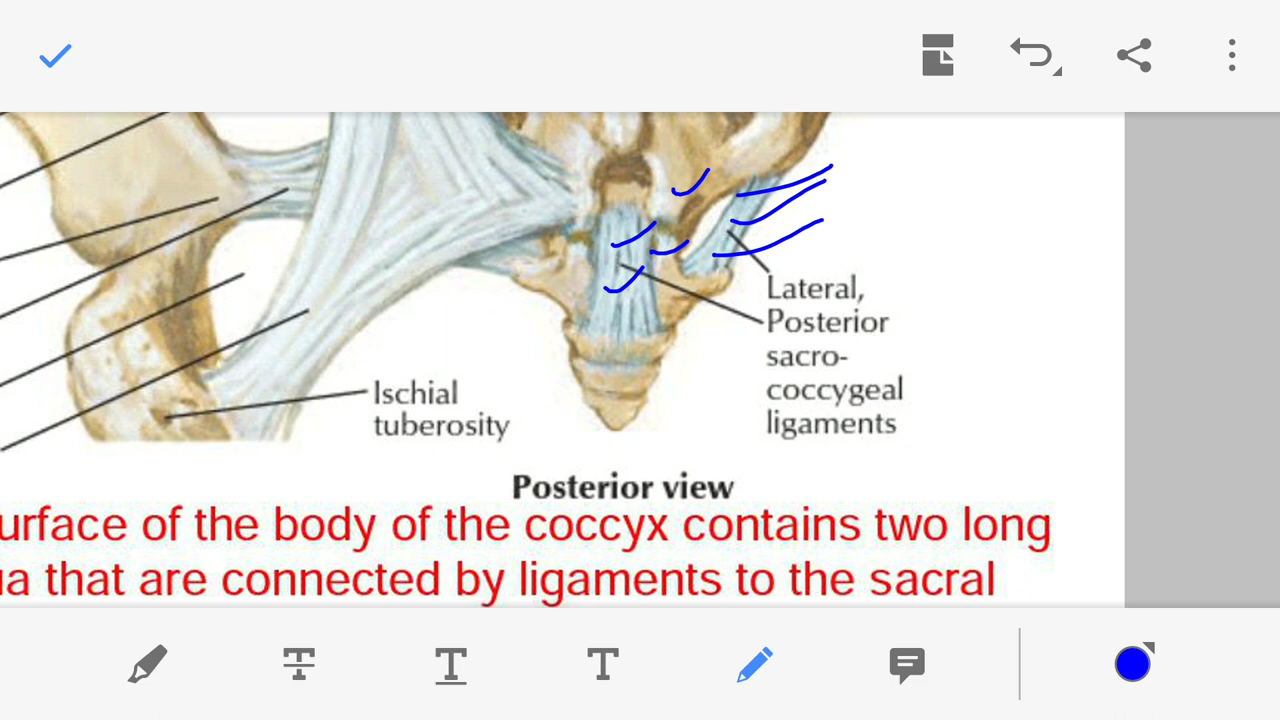 Lateral,
Posterior
sacro-
coccygeal
ligaments
Ischial
tuberosity
Posterior view
urface of the body of the coccyx contains two long
ua that are connected by ligaments to the sacral